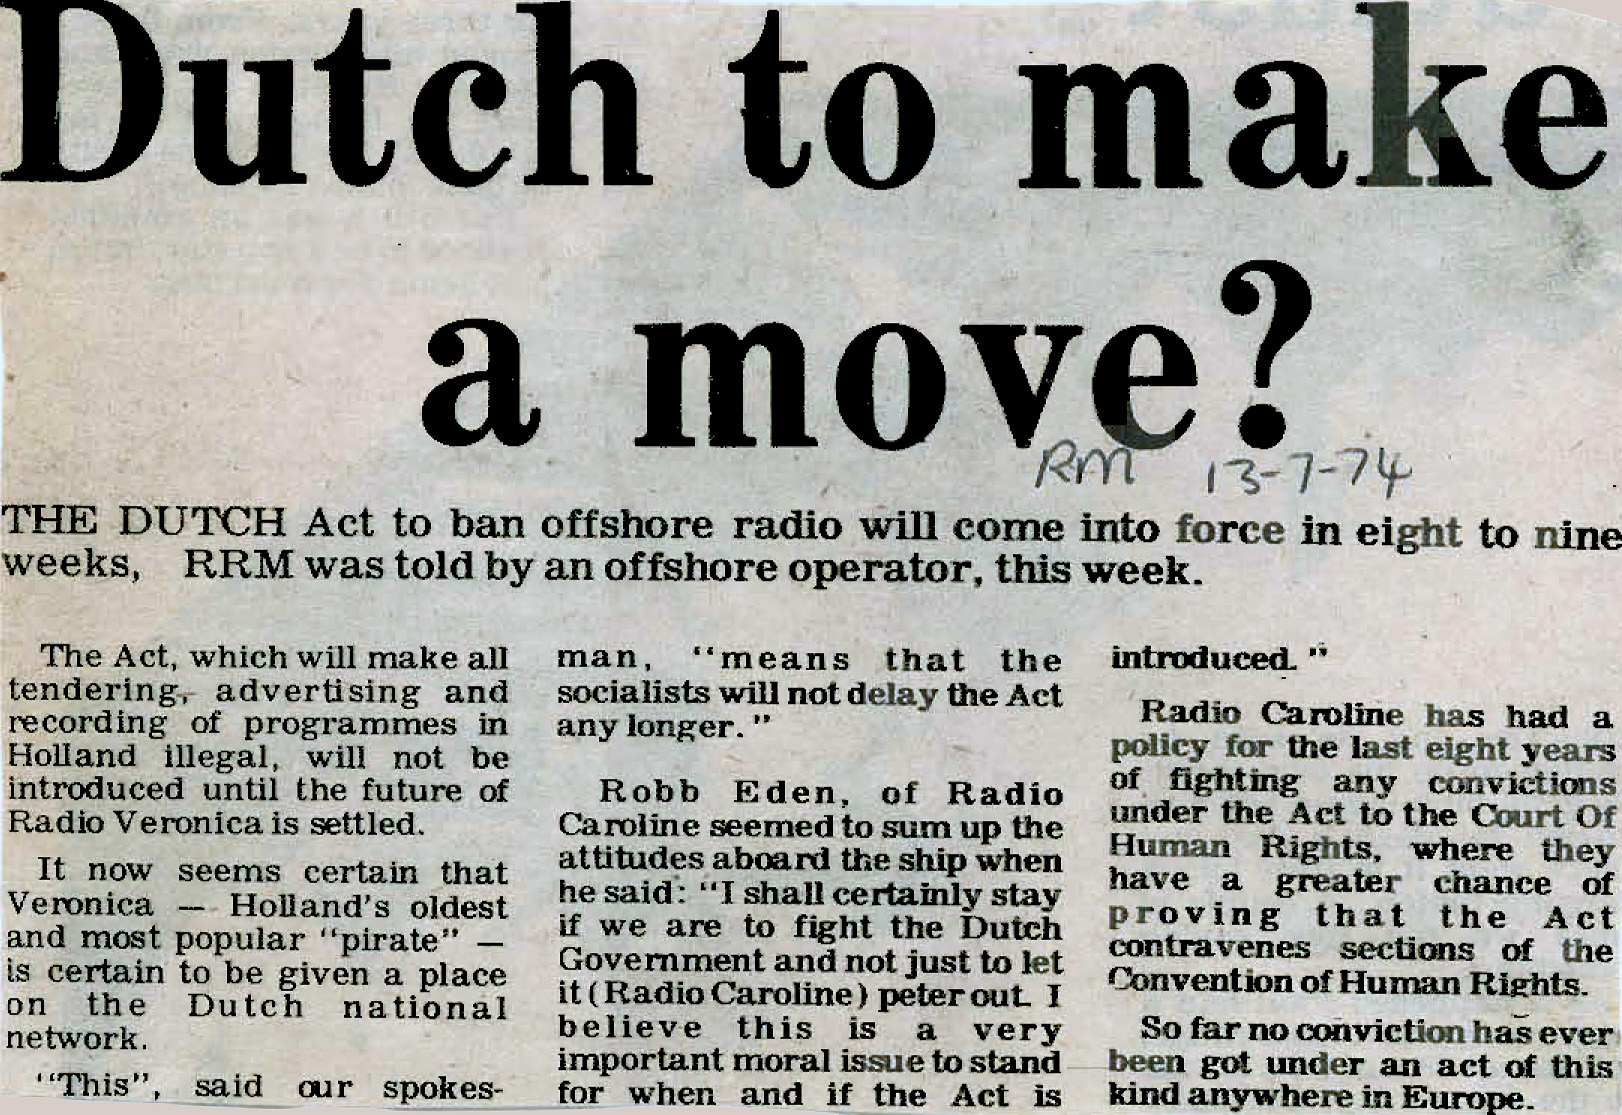 Dutch to make
a move?
RM 13-7-74
THE DUTCH Act to ban offshore radio will come into force in eight to nine
weeks, RRM was told by an offshore operator, this week.
The Act, which will make all
tendering, advertising and
recording of programmes in
Holland illegal, will not be
introduced until the future of
Radio Veronica is settled.
It now seems certain that
Veronica — Holland's oldest
and most popular "pirate" —
is certain to be given a place
on the Dutch national
network.
"This", said our spokes-
man, "means that the
socialists will not delay the Act
any longer."
Robb Eden, of Radio
Caroline seemed to sum up the
attitudes aboard the ship when
he said: "I shall certainly stay
if we are to fight the Dutch
Government and not just to let
it (Radio Caroline) peter out. I
believe this is a very
important moral issue to stand
for when and if the Act is
introduced."
Radio Caroline has had a
policy for the last eight years
of fighting any convictions
under the Act to the Court Of
Human Rights, where they
have a greater chance of
proving that the Act
contravenes sections of the
Convention of Human Rights.
So far no conviction has ever
been got under an act of this
kind anywhere in Europe.